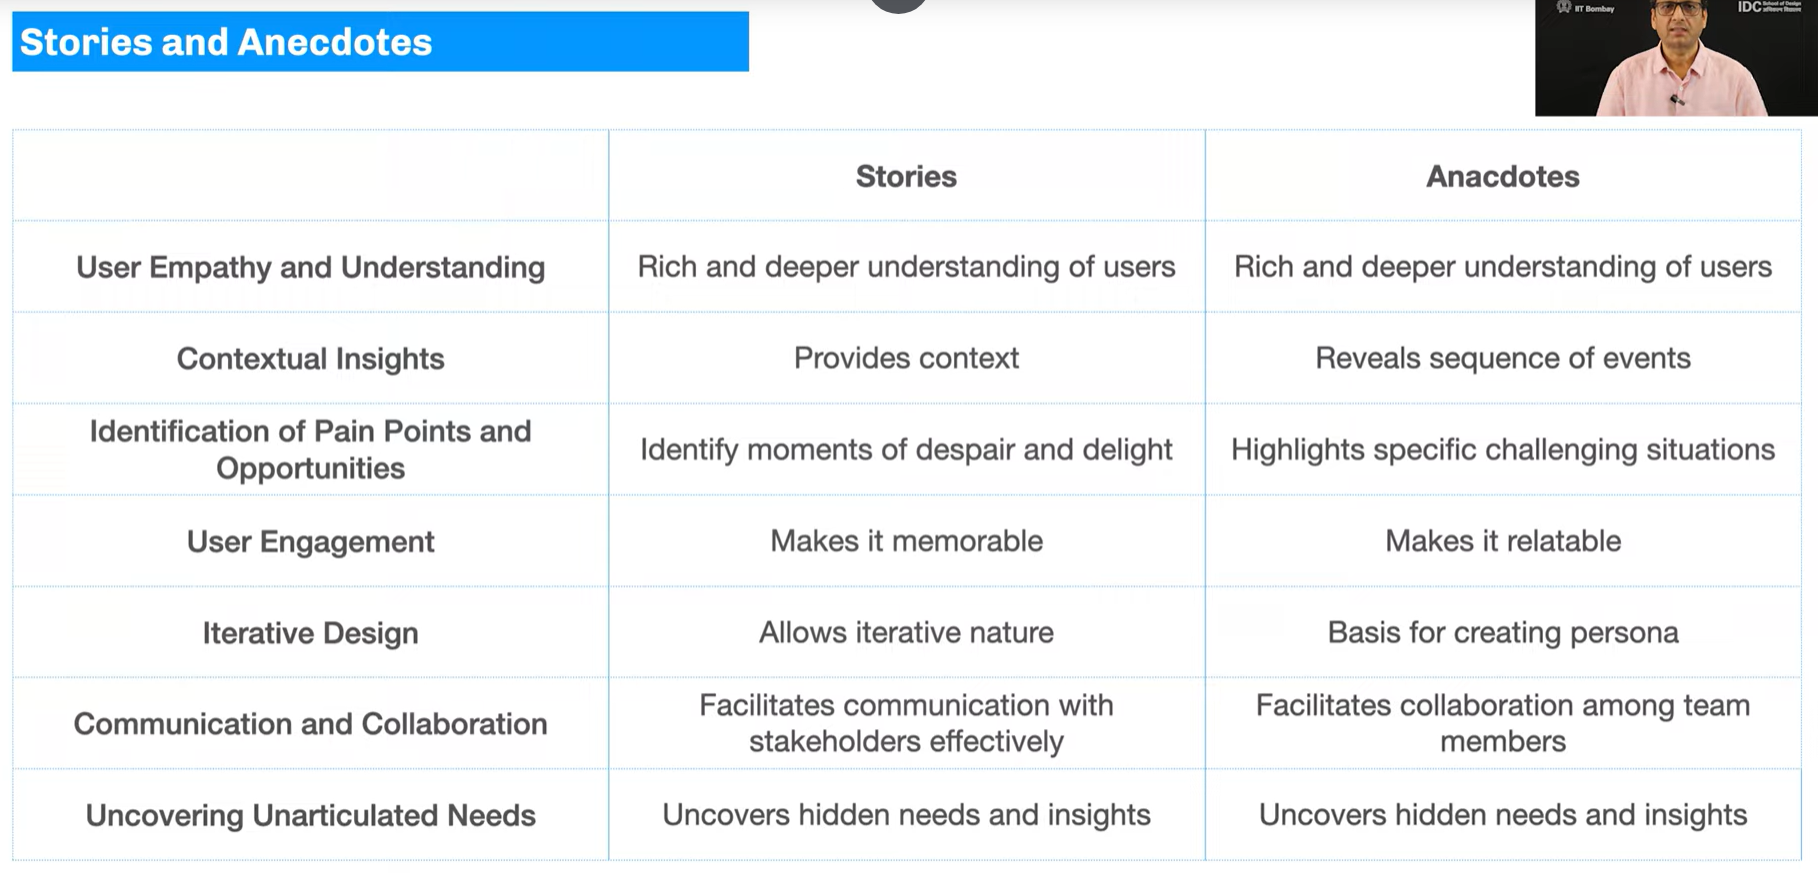 Stories and Anecdotes
IIT Bombay
IDC School of Design
Stories
Anacdotes
User Empathy and Understanding
Rich and deeper understanding of users
Rich and deeper understanding of users
Contextual Insights
Provides context
Reveals sequence of events
Identification of Pain Points and
Opportunities
Identify moments of despair and delight
Highlights specific challenging situations
User Engagement
Makes it memorable
Makes it relatable
Iterative Design
Allows iterative nature
Basis for creating persona
Communication and Collaboration
Facilitates communication with
stakeholders effectively
Facilitates collaboration among team
members
Uncovering Unarticulated Needs
Uncovers hidden needs and insights
Uncovers hidden needs and insights